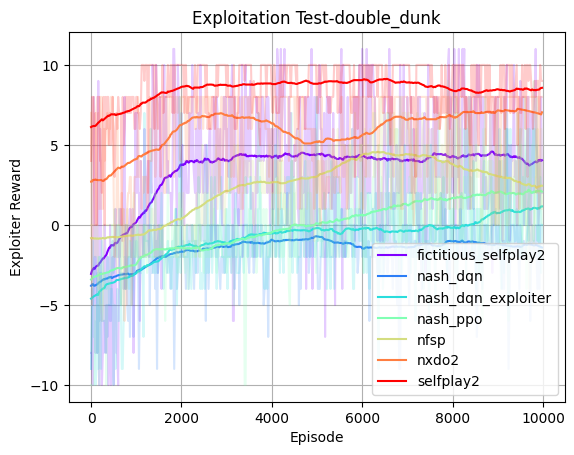 Exploitation Test-double_dunk
Exploiter Reward
10
5
0
−5
−10
fictitious_selfplay2
nash_dqn
nash_dqn_exploiter
nash_ppo
nfsp
nxdo2
selfplay2
0
2000
4000
6000
8000
10000
Episode